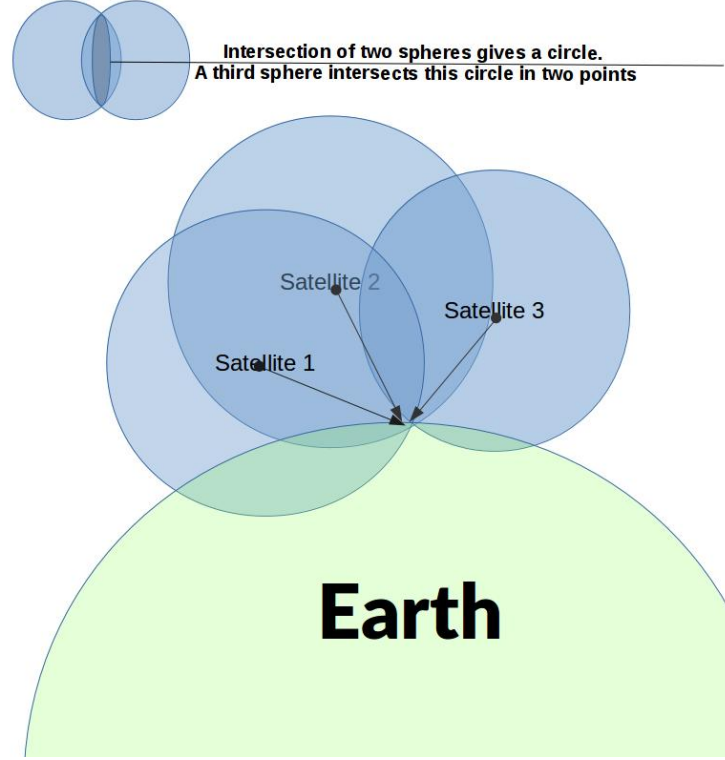 Intersection of two spheres gives a circle.
A third sphere intersects this circle in two points
Satellite 2
Satellite 3
Satellite 1
Earth